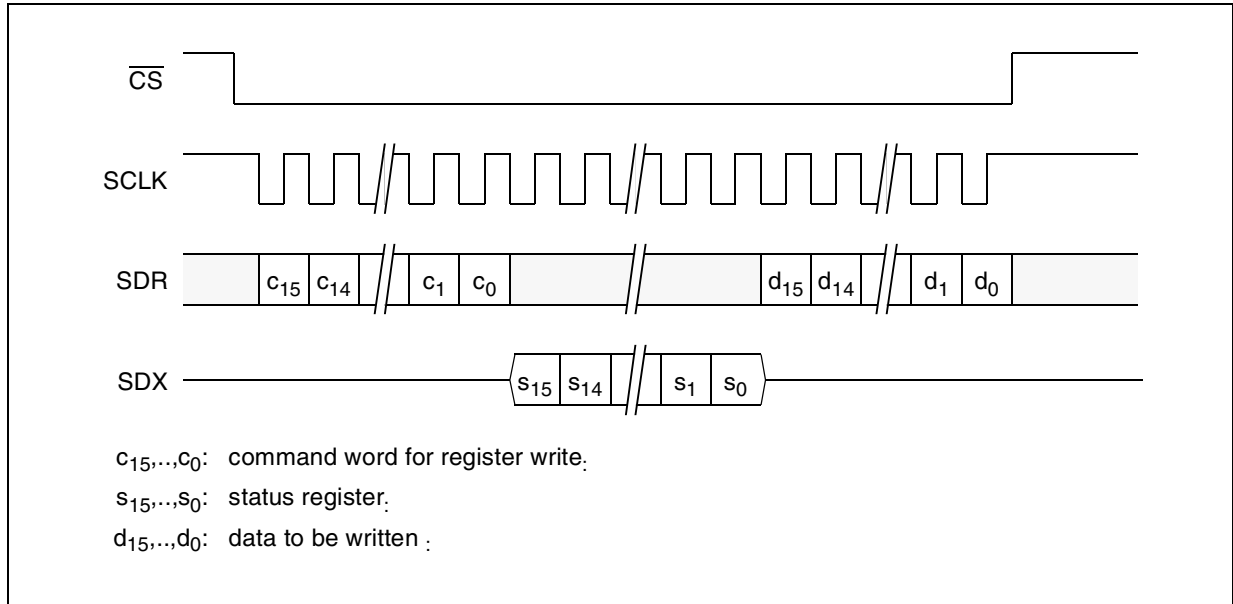 CS
SCLK
SDR c15 c14 c1 c0 d15 d14 d1 d0
SDX s15 s14 s1 s0
c15,..,c0: command word for register write:
s15,..,s0: status register:
d15,..,d0: data to be written :